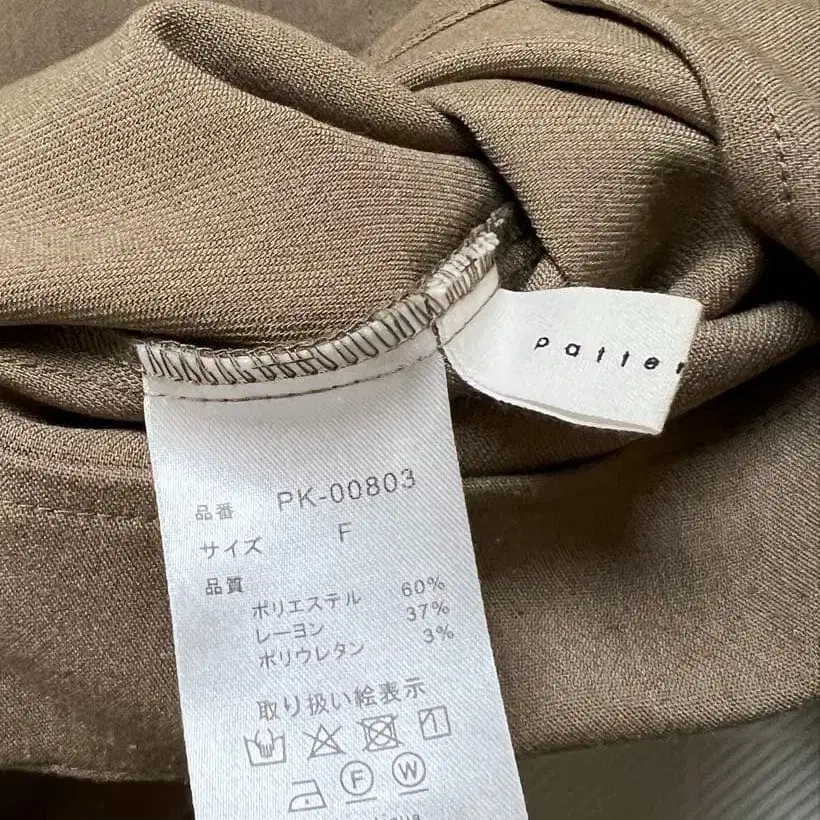 patter
品番 PK-00803
サイズ F
品質
ポリエステル 60%
レーヨン 37%
ポリウレタン 3%
取り扱い絵表示
F W